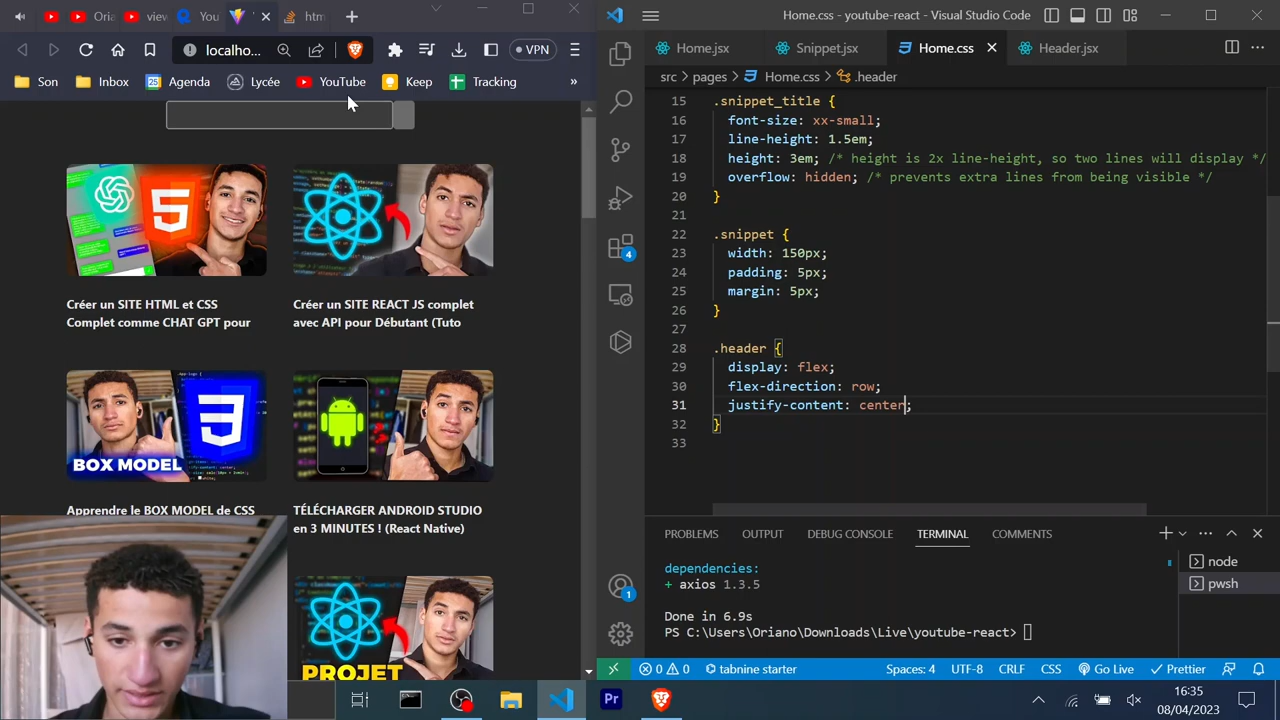 Oria
view
You
htm
Home.css - youtube-react - Visual Studio Code
localho...
VPN
Home.jsx
Snippet.jsx
Home.css
Header.jsx
Son
Inbox
Agenda
Lycée
YouTube
Keep
Tracking
»
src > pages > Home.css > .header
15 .snippet_title {
16 font-size: xx-small;
17 line-height: 1.5em;
18 height: 3em; /* height is 2x line-height, so two lines will display */
19 overflow: hidden; /* prevents extra lines from being visible */
20 }
21
22 .snippet {
23 width: 150px;
24 padding: 5px;
25 margin: 5px;
26 }
27
28 .header {
29 display: flex;
30 flex-direction: row;
31 justify-content: center;
32 }
33
Créer un SITE HTML et CSS
Complet comme CHAT GPT pour
Créer un SITE REACT JS complet
avec API pour Débutant (Tuto
BOX MODEL
Apprendre le BOX MODEL de CSS
TÉLÉCHARGER ANDROID STUDIO
en 3 MINUTES ! (React Native)
PROJET
4
1
PROBLEMS
OUTPUT
DEBUG CONSOLE
TERMINAL
COMMENTS
dependencies:
+ axios 1.3.5
Done in 6.9s
PS C:\Users\Oriano\Downloads\Live\youtube-react>
node
pwsh
0 0
tabnine starter
Spaces: 4
UTF-8
CRLF
CSS
Go Live
Prettier
Pr
16:35
08/04/2023